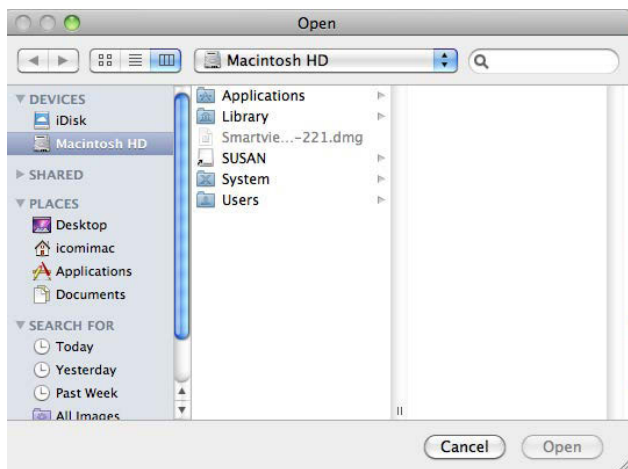 Open
Macintosh HD
DEVICES
iDisk
Macintosh HD
SHARED
PLACES
Desktop
icomimac
Applications
Documents
SEARCH FOR
Today
Yesterday
Past Week
All Images
Applications
Library
Smartvie...-221.dmg
SUSAN
System
Users
Cancel
Open